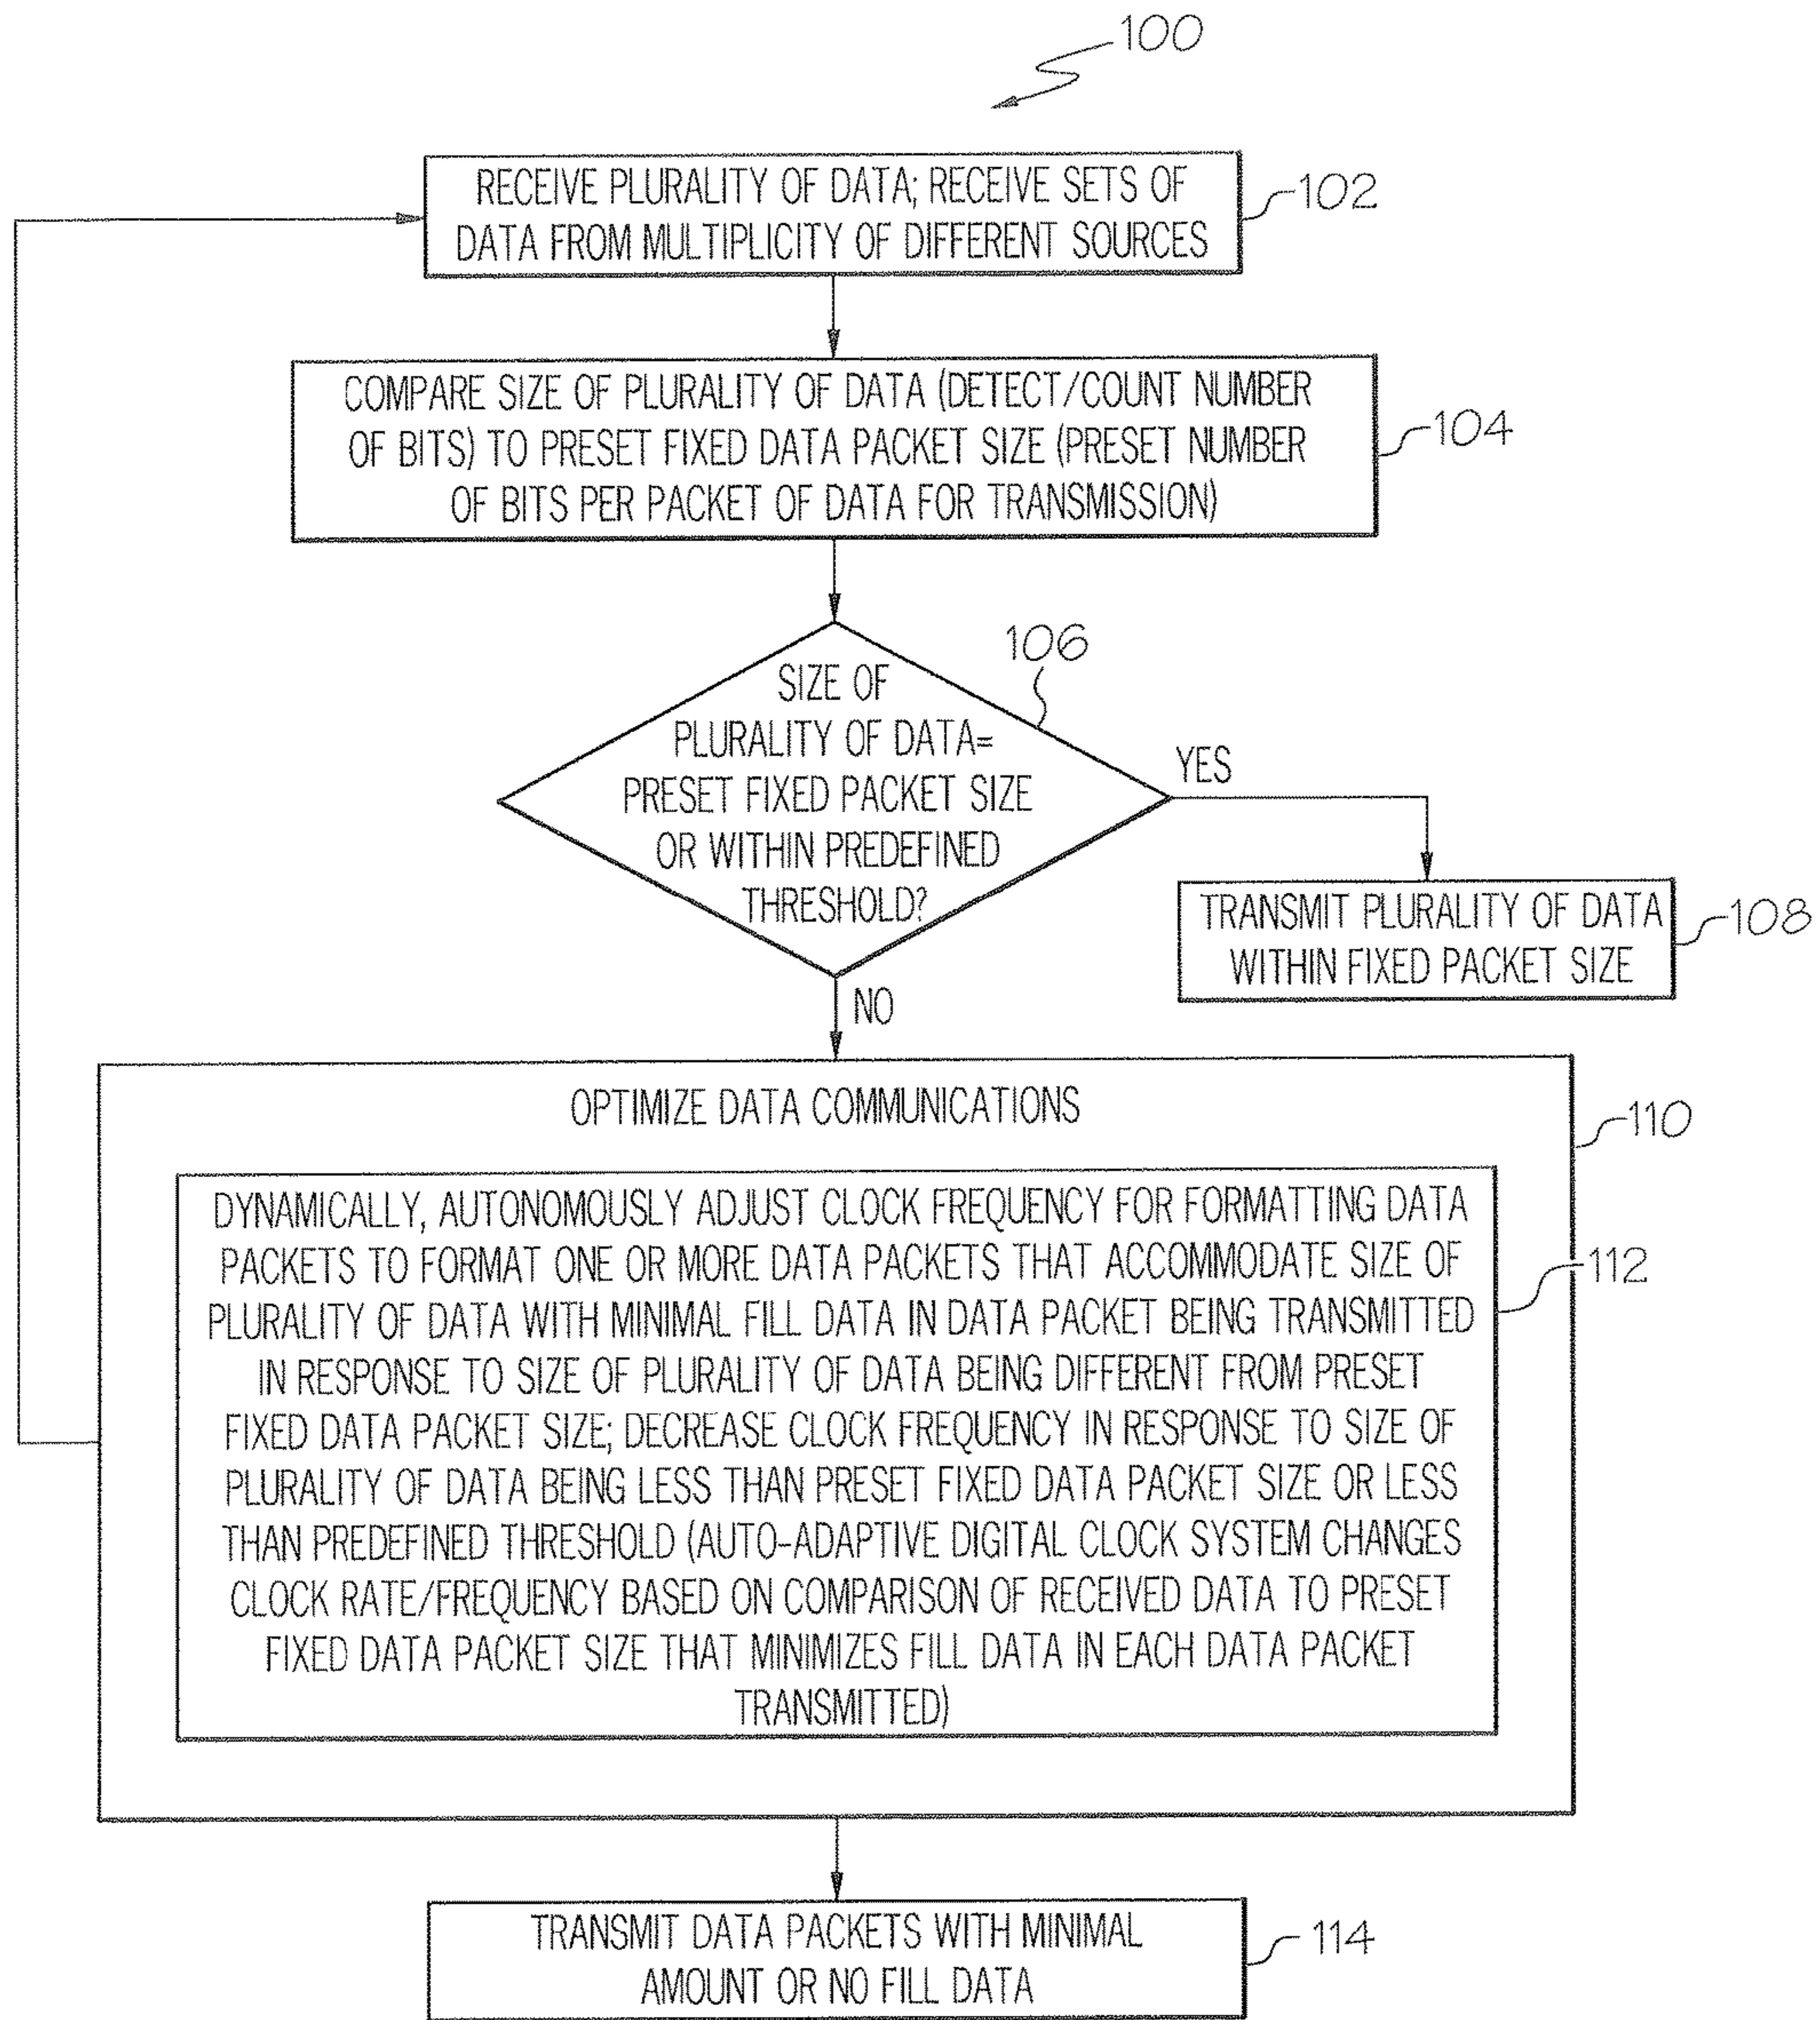 100
RECEIVE PLURALITY OF DATA; RECEIVE SETS OF
DATA FROM MULTIPLICITY OF DIFFERENT SOURCES
102
COMPARE SIZE OF PLURALITY OF DATA (DETECT/COUNT NUMBER
OF BITS) TO PRESET FIXED DATA PACKET SIZE (PRESET NUMBER
OF BITS PER PACKET OF DATA FOR TRANSMISSION)
104
106
SIZE OF
PLURALITY OF DATA=
PRESET FIXED PACKET SIZE
OR WITHIN PREDEFINED
THRESHOLD?
YES
TRANSMIT PLURALITY OF DATA
WITHIN FIXED PACKET SIZE
108
NO
OPTIMIZE DATA COMMUNICATIONS
110
DYNAMICALLY, AUTONOMOUSLY ADJUST CLOCK FREQUENCY FOR FORMATTING DATA
PACKETS TO FORMAT ONE OR MORE DATA PACKETS THAT ACCOMMODATE SIZE OF
PLURALITY OF DATA WITH MINIMAL FILL DATA IN DATA PACKET BEING TRANSMITTED
IN RESPONSE TO SIZE OF PLURALITY OF DATA BEING DIFFERENT FROM PRESET
FIXED DATA PACKET SIZE; DECREASE CLOCK FREQUENCY IN RESPONSE TO SIZE OF
PLURALITY OF DATA BEING LESS THAN PRESET FIXED DATA PACKET SIZE OR LESS
THAN PREDEFINED THRESHOLD (AUTO-ADAPTIVE DIGITAL CLOCK SYSTEM CHANGES
CLOCK RATE/FREQUENCY BASED ON COMPARISON OF RECEIVED DATA TO PRESET
FIXED DATA PACKET SIZE THAT MINIMIZES FILL DATA IN EACH DATA PACKET
TRANSMITTED)
112
TRANSMIT DATA PACKETS WITH MINIMAL
AMOUNT OR NO FILL DATA
114